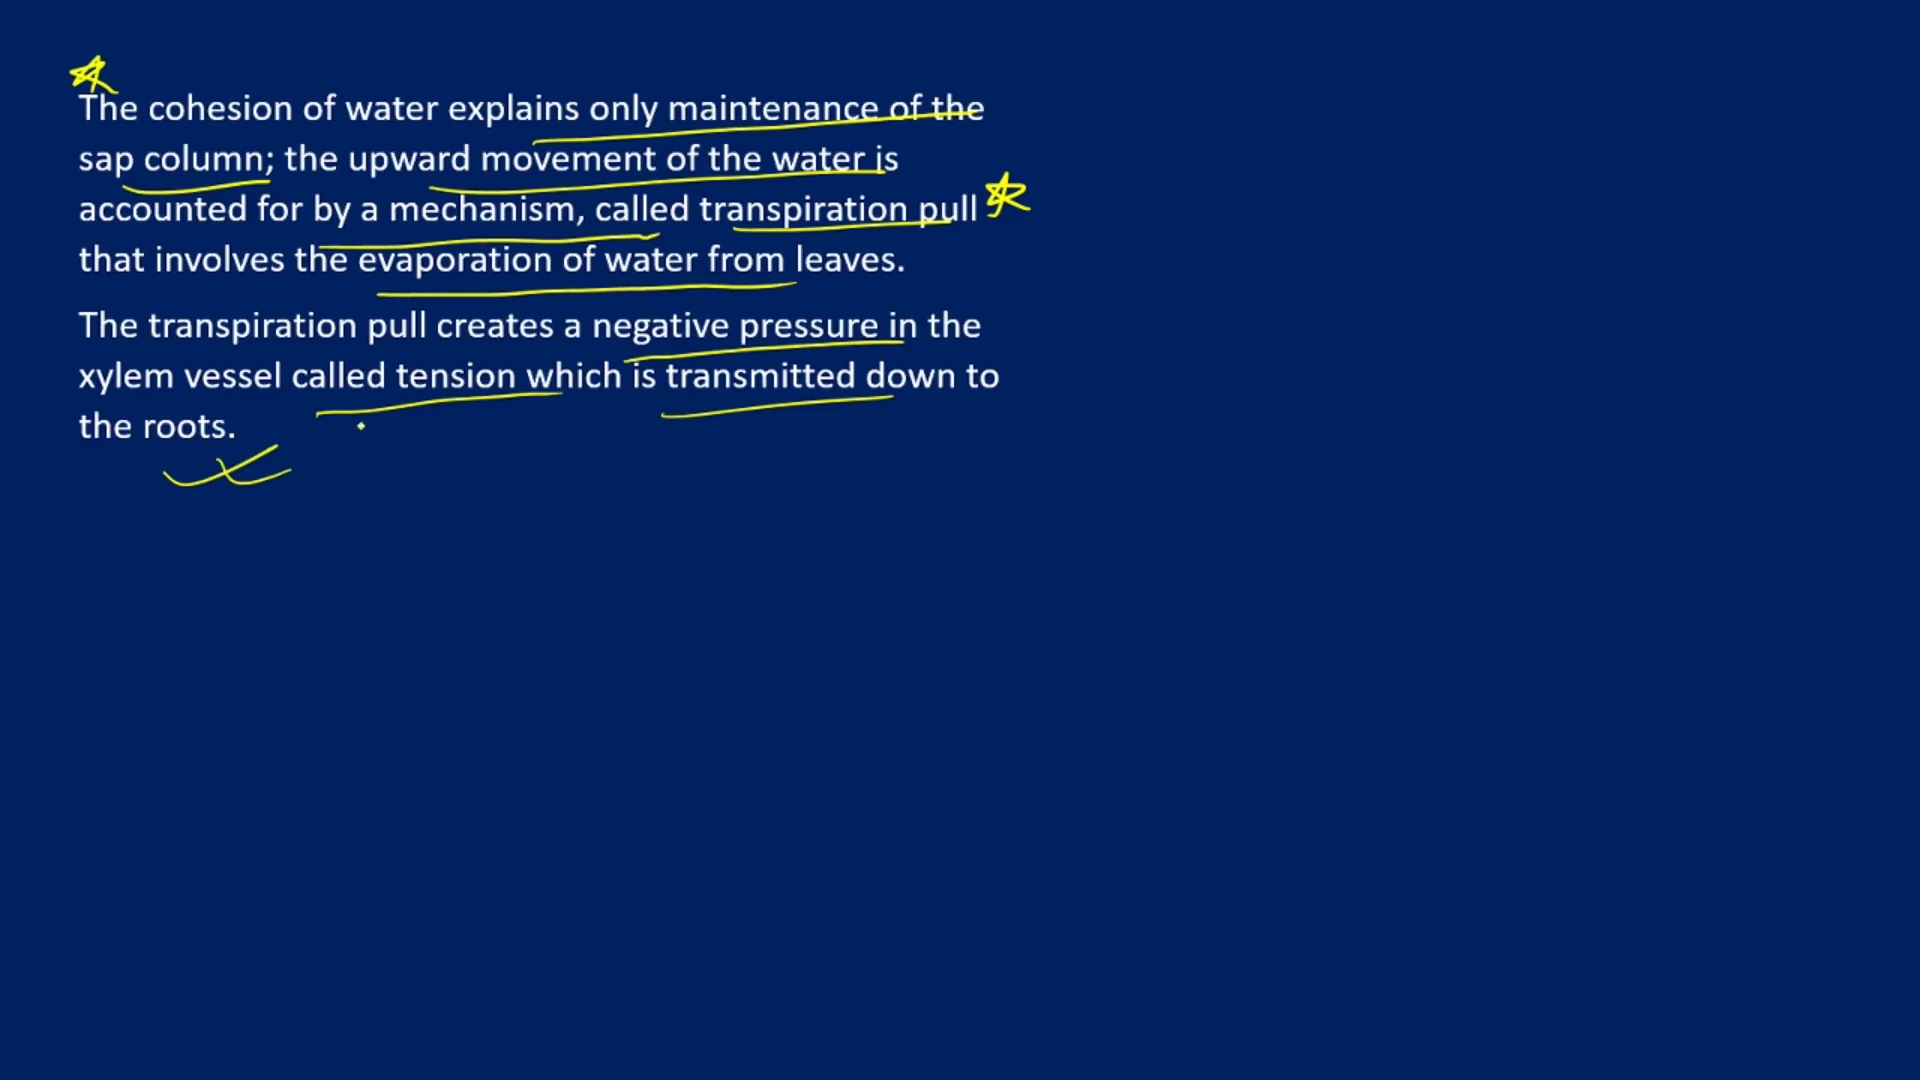 The cohesion of water explains only maintenance of the
sap column; the upward movement of the water is
accounted for by a mechanism, called transpiration pull
that involves the evaporation of water from leaves.
The transpiration pull creates a negative pressure in the
xylem vessel called tension which is transmitted down to
the roots.